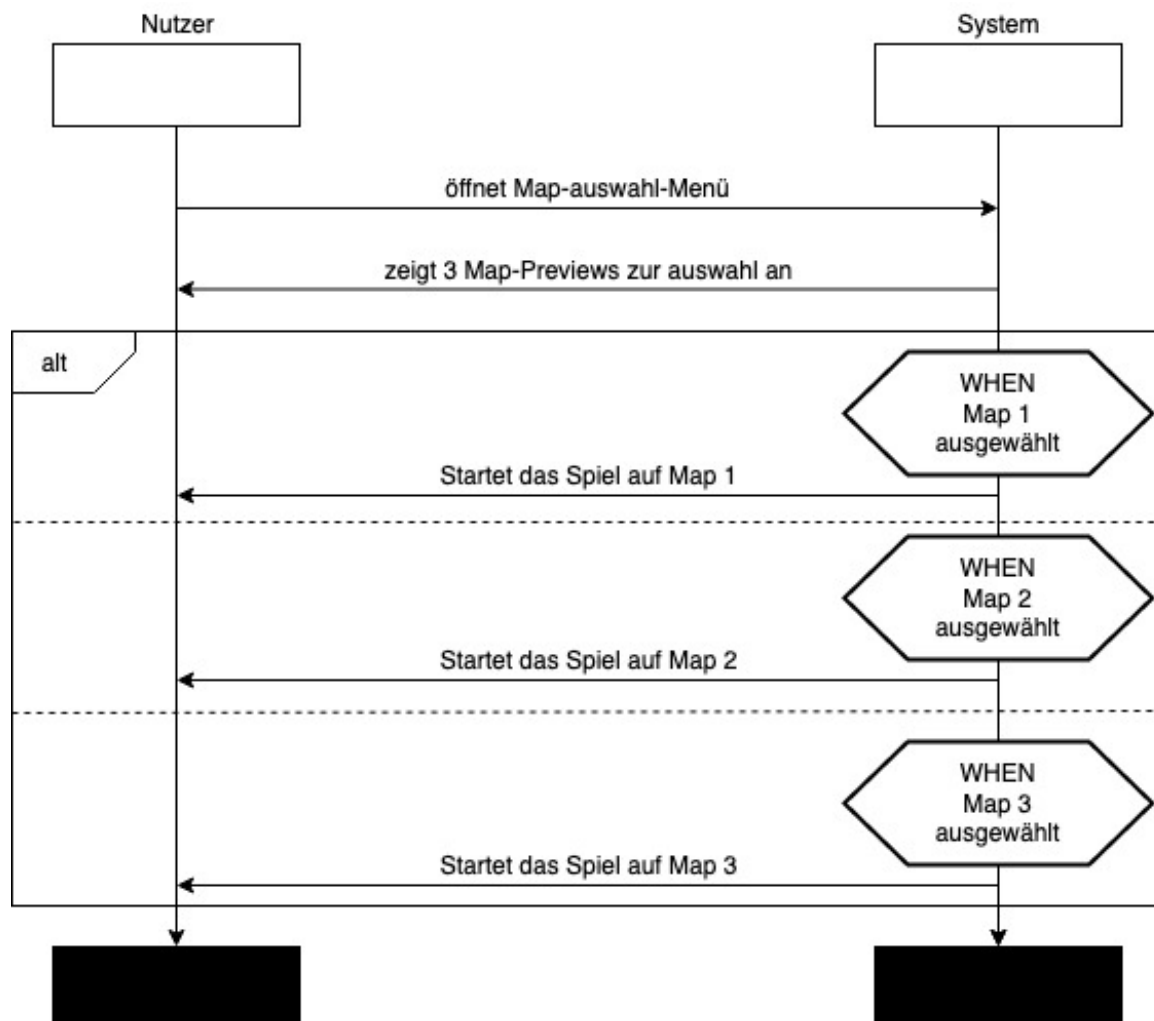 Nutzer
System
öffnet Map-auswahl-Menü
zeigt 3 Map-Previews zur auswahl an
alt
WHEN
Map 1
ausgewählt
Startet das Spiel auf Map 1
WHEN
Map 2
ausgewählt
Startet das Spiel auf Map 2
WHEN
Map 3
ausgewählt
Startet das Spiel auf Map 3